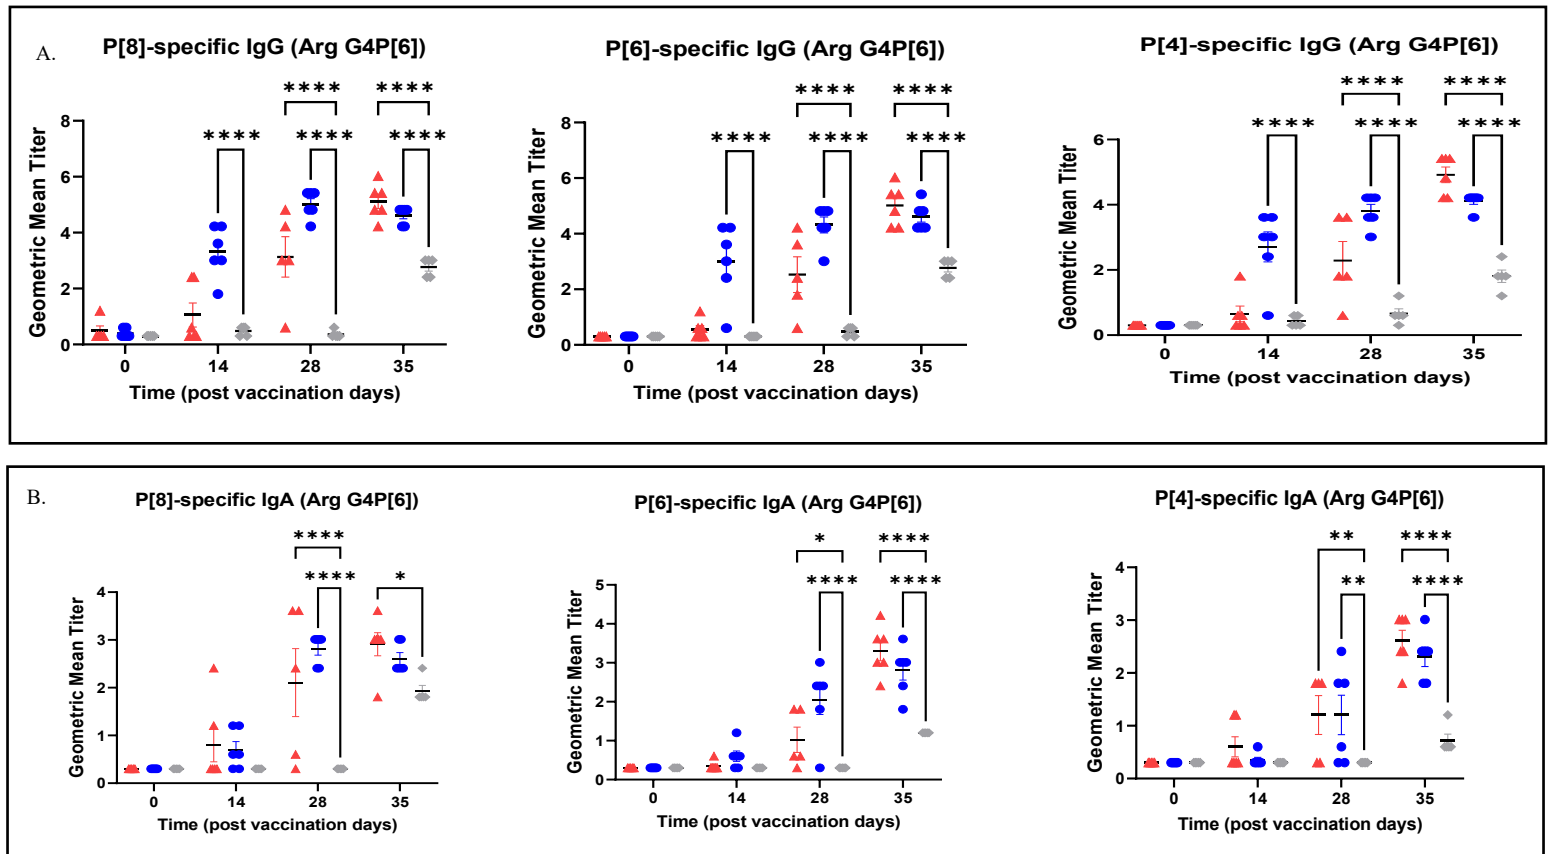 A.
P[8]-specific IgG (Arg G4P[6])
Geometric Mean Titer
8
6
4
2
0
**** ****
**** **** ****
0 14 28 35
Time (post vaccination days)
P[6]-specific IgG (Arg G4P[6])
Geometric Mean Titer
8
6
4
2
0
**** ****
**** **** ****
0 14 28 35
Time (post vaccination days)
P[4]-specific IgG (Arg G4P[6])
Geometric Mean Titer
6
4
2
0
**** ****
**** **** ****
0 14 28 35
Time (post vaccination days)
B.
P[8]-specific IgA (Arg G4P[6])
Geometric Mean Titer
4
3
2
1
0
****
**** *
0 14 28 35
Time (post vaccination days)
P[6]-specific IgA (Arg G4P[6])
Geometric Mean Titer
5
4
3
2
1
0
* ****
**** ****
0 14 28 35
Time (post vaccination days)
P[4]-specific IgA (Arg G4P[6])
Geometric Mean Titer
4
3
2
1
0
** ****
** ****
0 14 28 35
Time (post vaccination days)